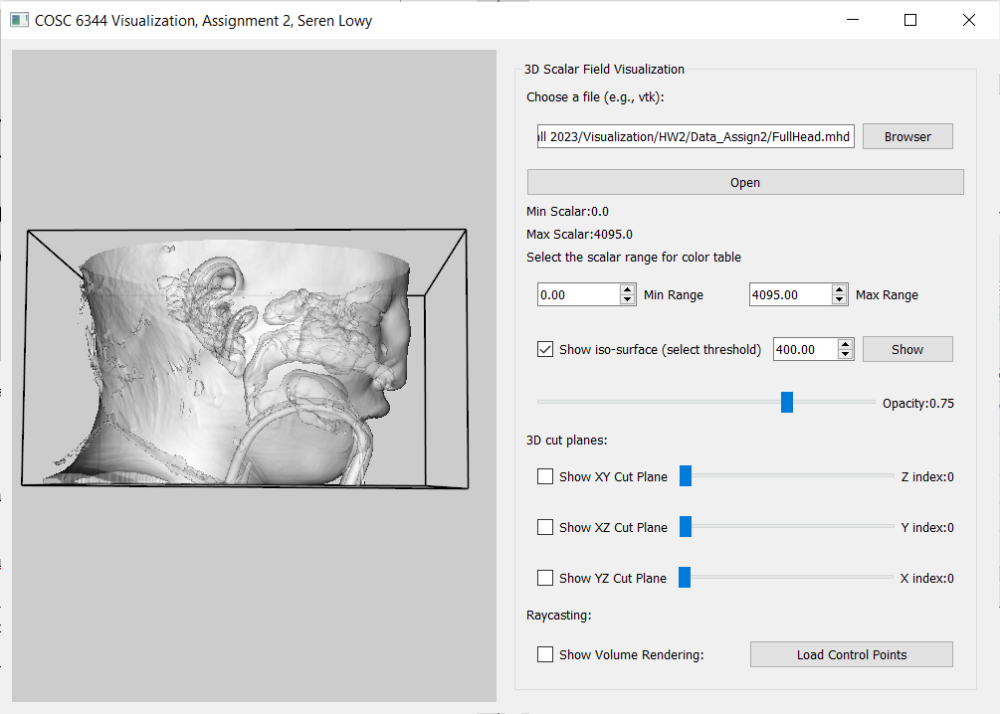 COSC 6344 Visualization, Assignment 2, Seren Lowy
3D Scalar Field Visualization
Choose a file (e.g., vtk):
ll 2023/Visualization/HW2/Data_Assign2/FullHead.mhd Browser
Open
Min Scalar:0.0
Max Scalar:4095.0
Select the scalar range for color table
0.00 Min Range 4095.00 Max Range
Show iso-surface (select threshold) 400.00 Show
Opacity:0.75
3D cut planes:
Show XY Cut Plane Z index:0
Show XZ Cut Plane Y index:0
Show YZ Cut Plane X index:0
Raycasting:
Show Volume Rendering: Load Control Points